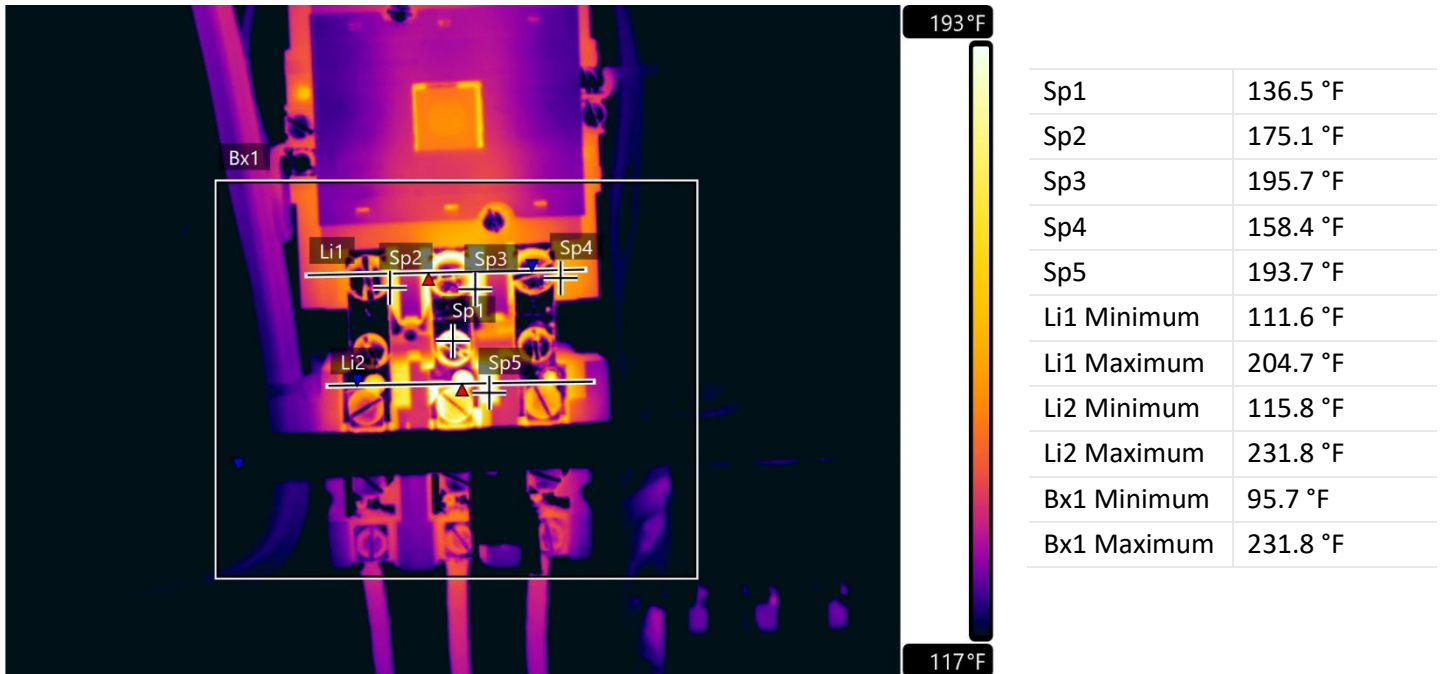 193°F
Bx1
Li1
Sp2
Sp3
Sp4
Sp1
Li2
Sp5
117°F
Sp1 136.5 °F
Sp2 175.1 °F
Sp3 195.7 °F
Sp4 158.4 °F
Sp5 193.7 °F
Li1 Minimum 111.6 °F
Li1 Maximum 204.7 °F
Li2 Minimum 115.8 °F
Li2 Maximum 231.8 °F
Bx1 Minimum 95.7 °F
Bx1 Maximum 231.8 °F